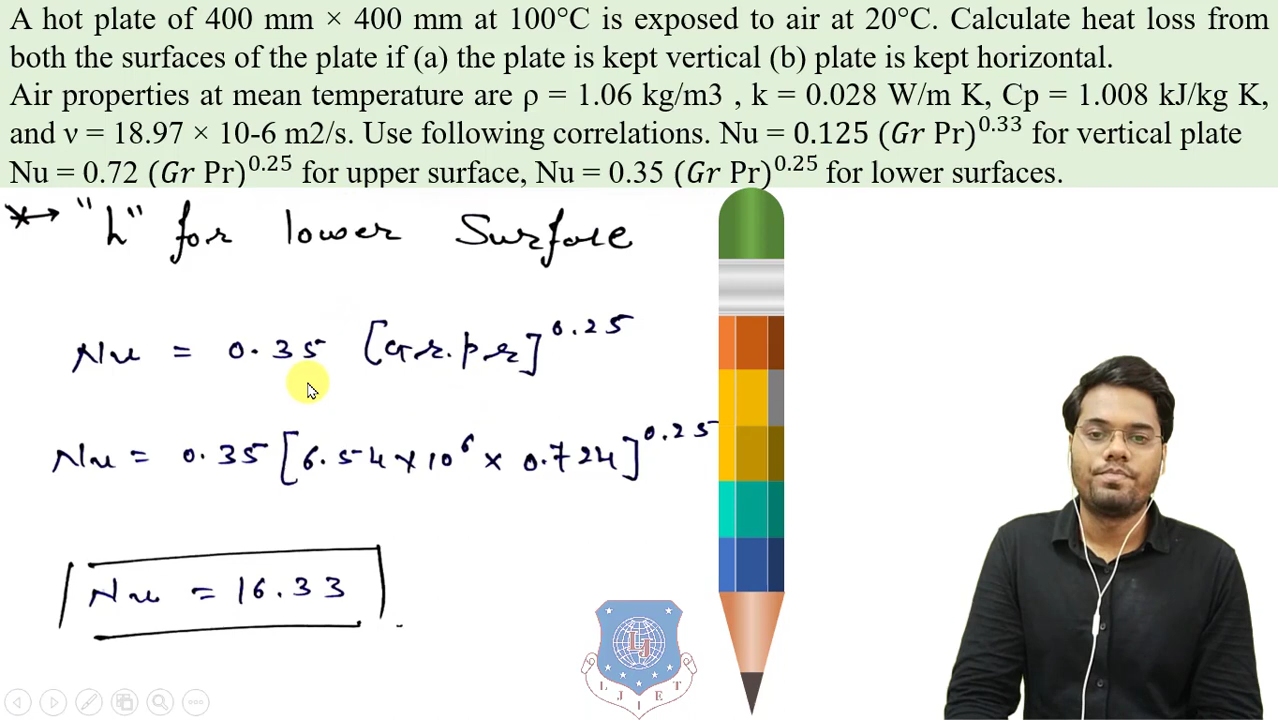 A hot plate of 400 mm × 400 mm at 100°C is exposed to air at 20°C. Calculate heat loss from
both the surfaces of the plate if (a) the plate is kept vertical (b) plate is kept horizontal.
Air properties at mean temperature are ρ = 1.06 kg/m3 , k = 0.028 W/m K, Cp = 1.008 kJ/kg K,
and ν = 18.97 × 10-6 m2/s. Use following correlations. Nu = 0.125 (Gr Pr)^0.33 for vertical plate
Nu = 0.72 (Gr Pr)^0.25 for upper surface, Nu = 0.35 (Gr Pr)^0.25 for lower surfaces.
"h" for lower Surface
Nu = 0.35 [Gr.pr]^0.25
Nu = 0.35 [6.54 × 10^6 × 0.724]^0.25
Nu = 16.33
LJ
LJIET